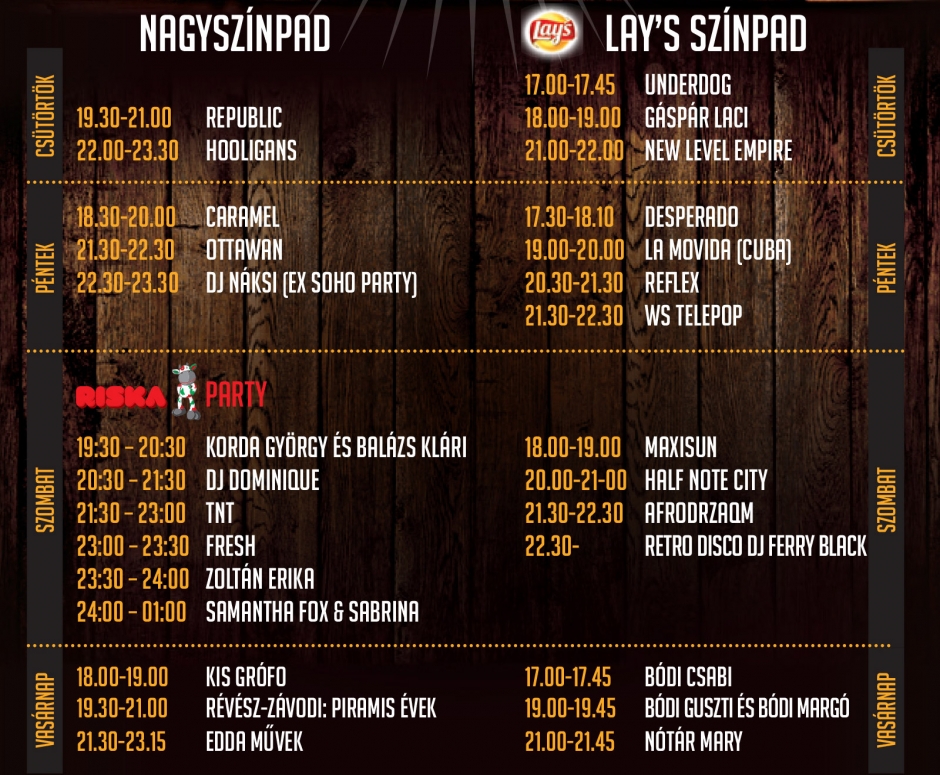 NAGYSZÍNPAD
CSÜTÖRTÖK
19.30-21.00 REPUBLIC
22.00-23.30 HOOLIGANS
PÉNTEK
18.30-20.00 CARAMEL
21.30-22.30 OTTAWAN
22.30-23.30 DJ NÁKSI (EX SOHO PARTY)
SZOMBAT
RISKA PARTY
19:30 – 20:30 KORDA GYÖRGY ÉS BALÁZS KLÁRI
20:30 – 21:30 DJ DOMINIQUE
21:30 – 23:00 TNT
23:00 – 23:30 FRESH
23:30 – 24:00 ZOLTÁN ERIKA
24:00 – 01:00 SAMANTHA FOX & SABRINA
VASÁRNAP
18.00-19.00 KIS GRÓFO
19.30-21.00 RÉVÉSZ-ZÁVODI: PIRAMIS ÉVEK
21.30-23.15 EDDA MŰVEK
Lay's LAY'S SZÍNPAD
CSÜTÖRTÖK
17.00-17.45 UNDERDOG
18.00-19.00 GÁSPÁR LACI
21.00-22.00 NEW LEVEL EMPIRE
PÉNTEK
17.30-18.10 DESPERADO
19.00-20.00 LA MOVIDA (CUBA)
20.30-21.30 REFLEX
21.30-22.30 WS TELEPOP
SZOMBAT
18.00-19.00 MAXISUN
20.00-21-00 HALF NOTE CITY
21.30-22.30 AFRODRZAQM
22.30- RETRO DISCO DJ FERRY BLACK
VASÁRNAP
17.00-17.45 BÓDI CSABI
19.00-19.45 BÓDI GUSZTI ÉS BÓDI MARGÓ
21.00-21.45 NÓTÁR MARY